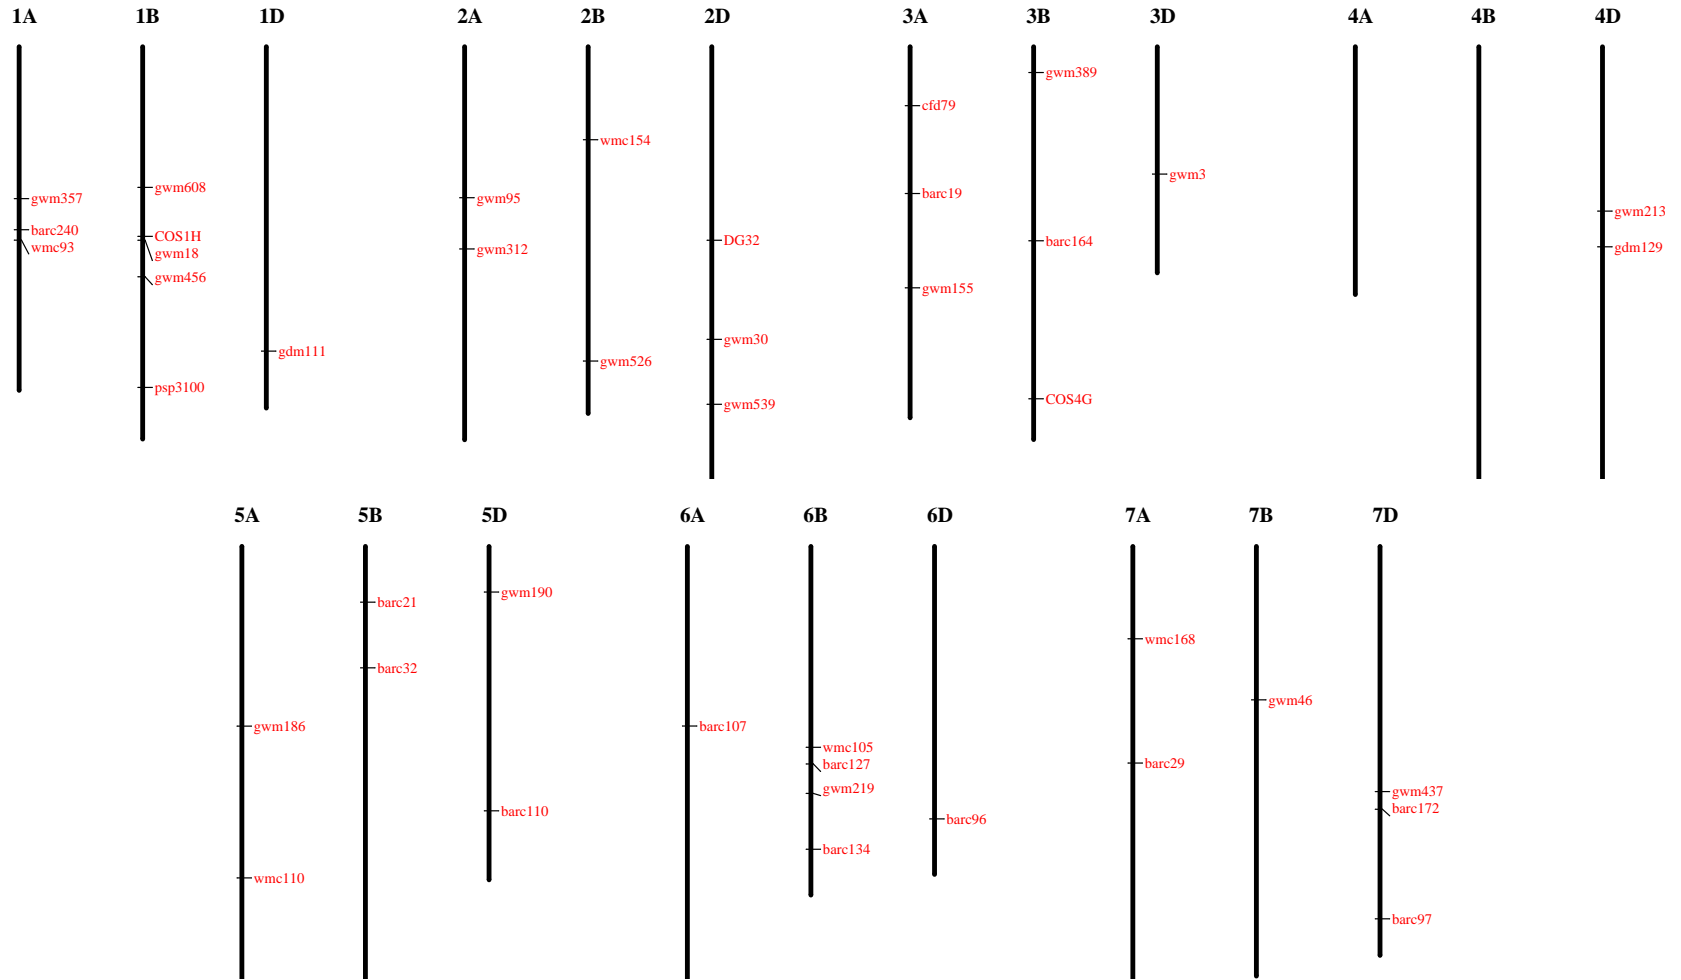 1A 1B 1D 2A 2B 2D 3A 3B 3D 4A 4B 4D
gwm357
barc240
wmc93
gwm608
COS1H
gwm18
gwm456
psp3100
gdm111
gwm95
gwm312
wmc154
gwm526
DG32
gwm30
gwm539
cfd79
barc19
gwm155
gwm389
barc164
COS4G
gwm3
gwm213
gdm129
5A 5B 5D 6A 6B 6D 7A 7B 7D
gwm186
wmc110
barc21
barc32
gwm190
barc110
barc107
wmc105
barc127
gwm219
barc134
barc96
wmc168
barc29
gwm46
gwm437
barc172
barc97